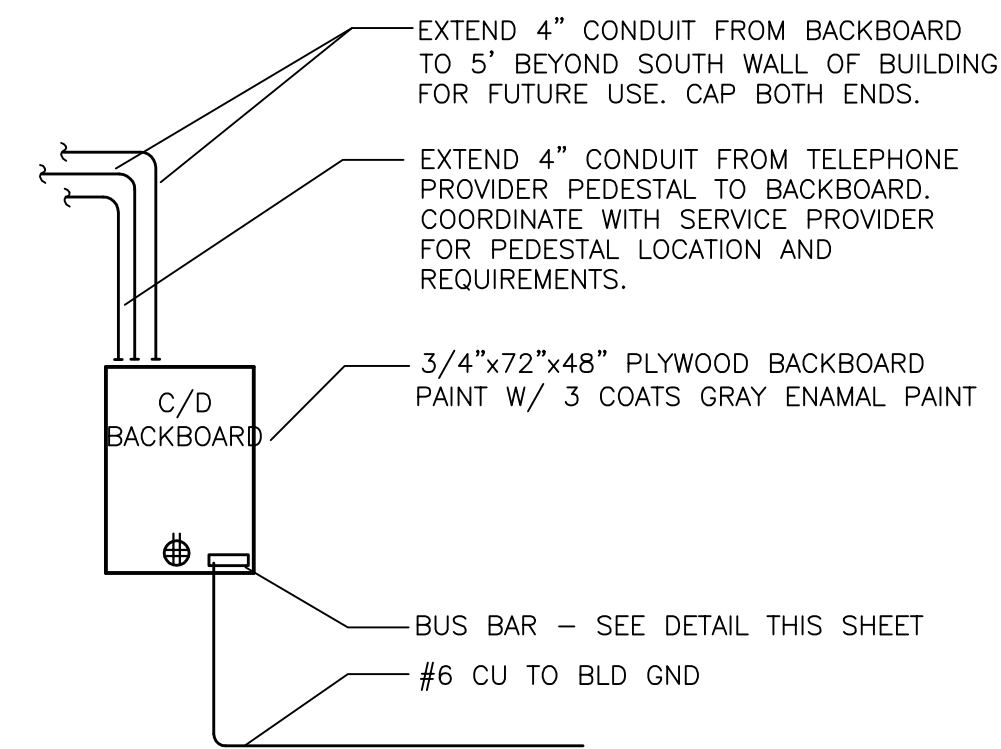 EXTEND 4" CONDUIT FROM BACKBOARD
TO 5' BEYOND SOUTH WALL OF BUILDING
FOR FUTURE USE. CAP BOTH ENDS.
EXTEND 4" CONDUIT FROM TELEPHONE
PROVIDER PEDESTAL TO BACKBOARD.
COORDINATE WITH SERVICE PROVIDER
FOR PEDESTAL LOCATION AND
REQUIREMENTS.
3/4"x72"x48" PLYWOOD BACKBOARD
PAINT W/ 3 COATS GRAY ENAMAL PAINT
C/D
BACKBOARD
BUS BAR – SEE DETAIL THIS SHEET
#6 CU TO BLD GND